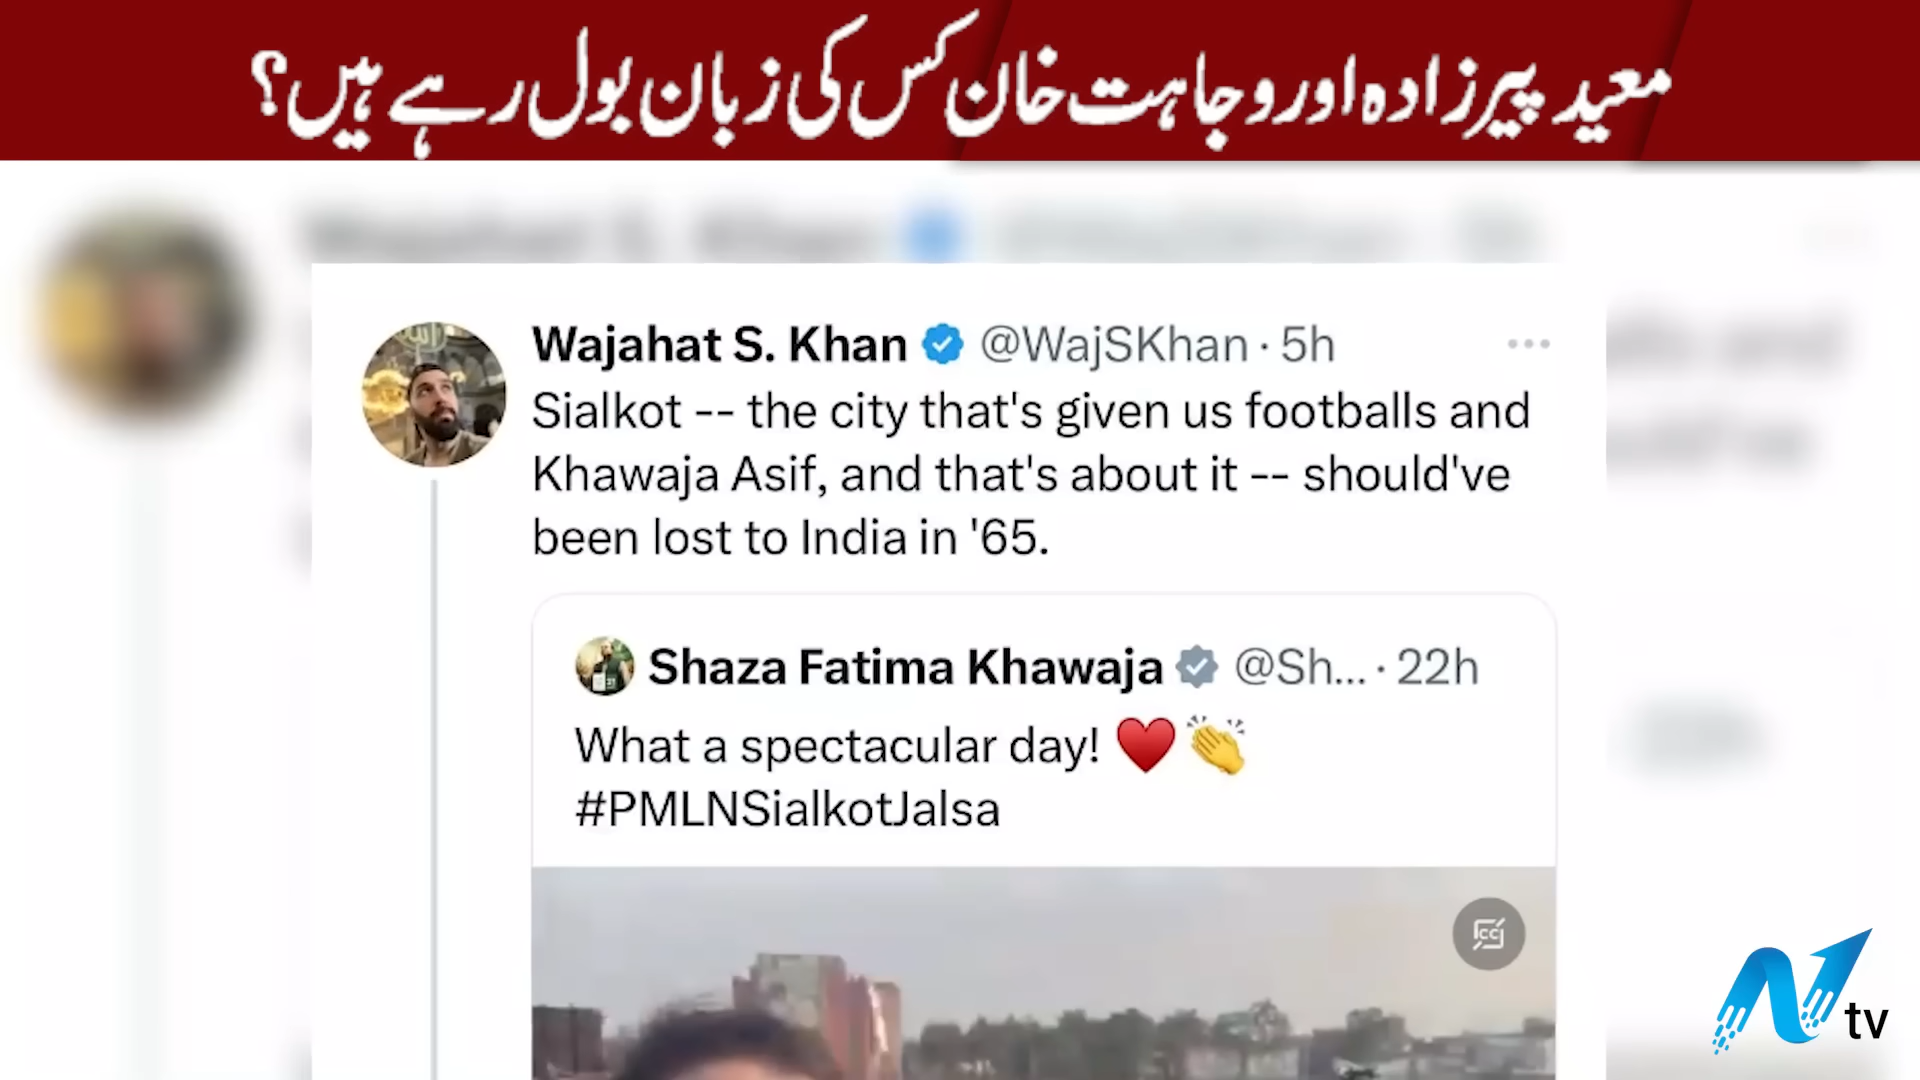 معید پیرزادہ اور وجاہت خان کس کی زبان بول رہے ہیں؟
Wajahat S. Khan @WajSKhan · 5h
Sialkot -- the city that's given us footballs and
Khawaja Asif, and that's about it -- should've
been lost to India in '65.
Shaza Fatima Khawaja @Sh... · 22h
What a spectacular day! ♥️👏
#PMLNSialkotJalsa
CC
tv